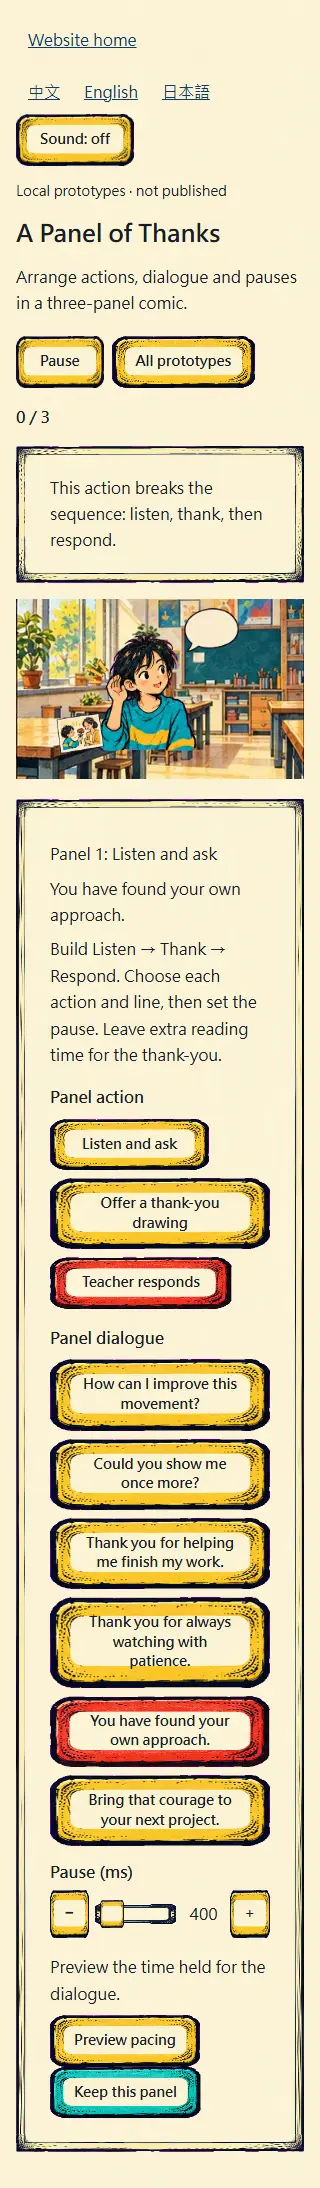 Website home
中文 English 日本語
Sound: off
Local prototypes · not published
A Panel of Thanks
Arrange actions, dialogue and pauses
in a three-panel comic.
Pause All prototypes
0 / 3
This action breaks the
sequence: listen, thank, then
respond.
Panel 1: Listen and ask
You have found your own
approach.
Build Listen → Thank →
Respond. Choose each
action and line, then set the
pause. Leave extra reading
time for the thank-you.
Panel action
Listen and ask
Offer a thank-you
drawing
Teacher responds
Panel dialogue
How can I improve this
movement?
Could you show me
once more?
Thank you for helping
me finish my work.
Thank you for always
watching with
patience.
You have found your
own approach.
Bring that courage to
your next project.
Pause (ms)
− 400 +
Preview the time held for the
dialogue.
Preview pacing
Keep this panel